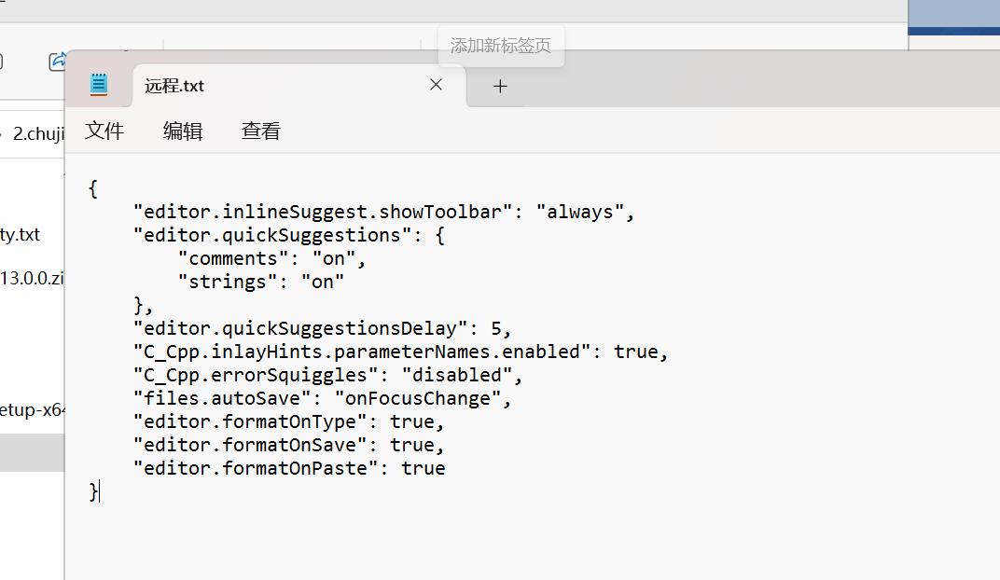 添加新标签页
远程.txt
文件 编辑 查看
2.chuji
ty.txt
13.0.0.zi
etup-x64
{
    "editor.inlineSuggest.showToolbar": "always",
    "editor.quickSuggestions": {
        "comments": "on",
        "strings": "on"
    },
    "editor.quickSuggestionsDelay": 5,
    "C_Cpp.inlayHints.parameterNames.enabled": true,
    "C_Cpp.errorSquiggles": "disabled",
    "files.autoSave": "onFocusChange",
    "editor.formatOnType": true,
    "editor.formatOnSave": true,
    "editor.formatOnPaste": true
}